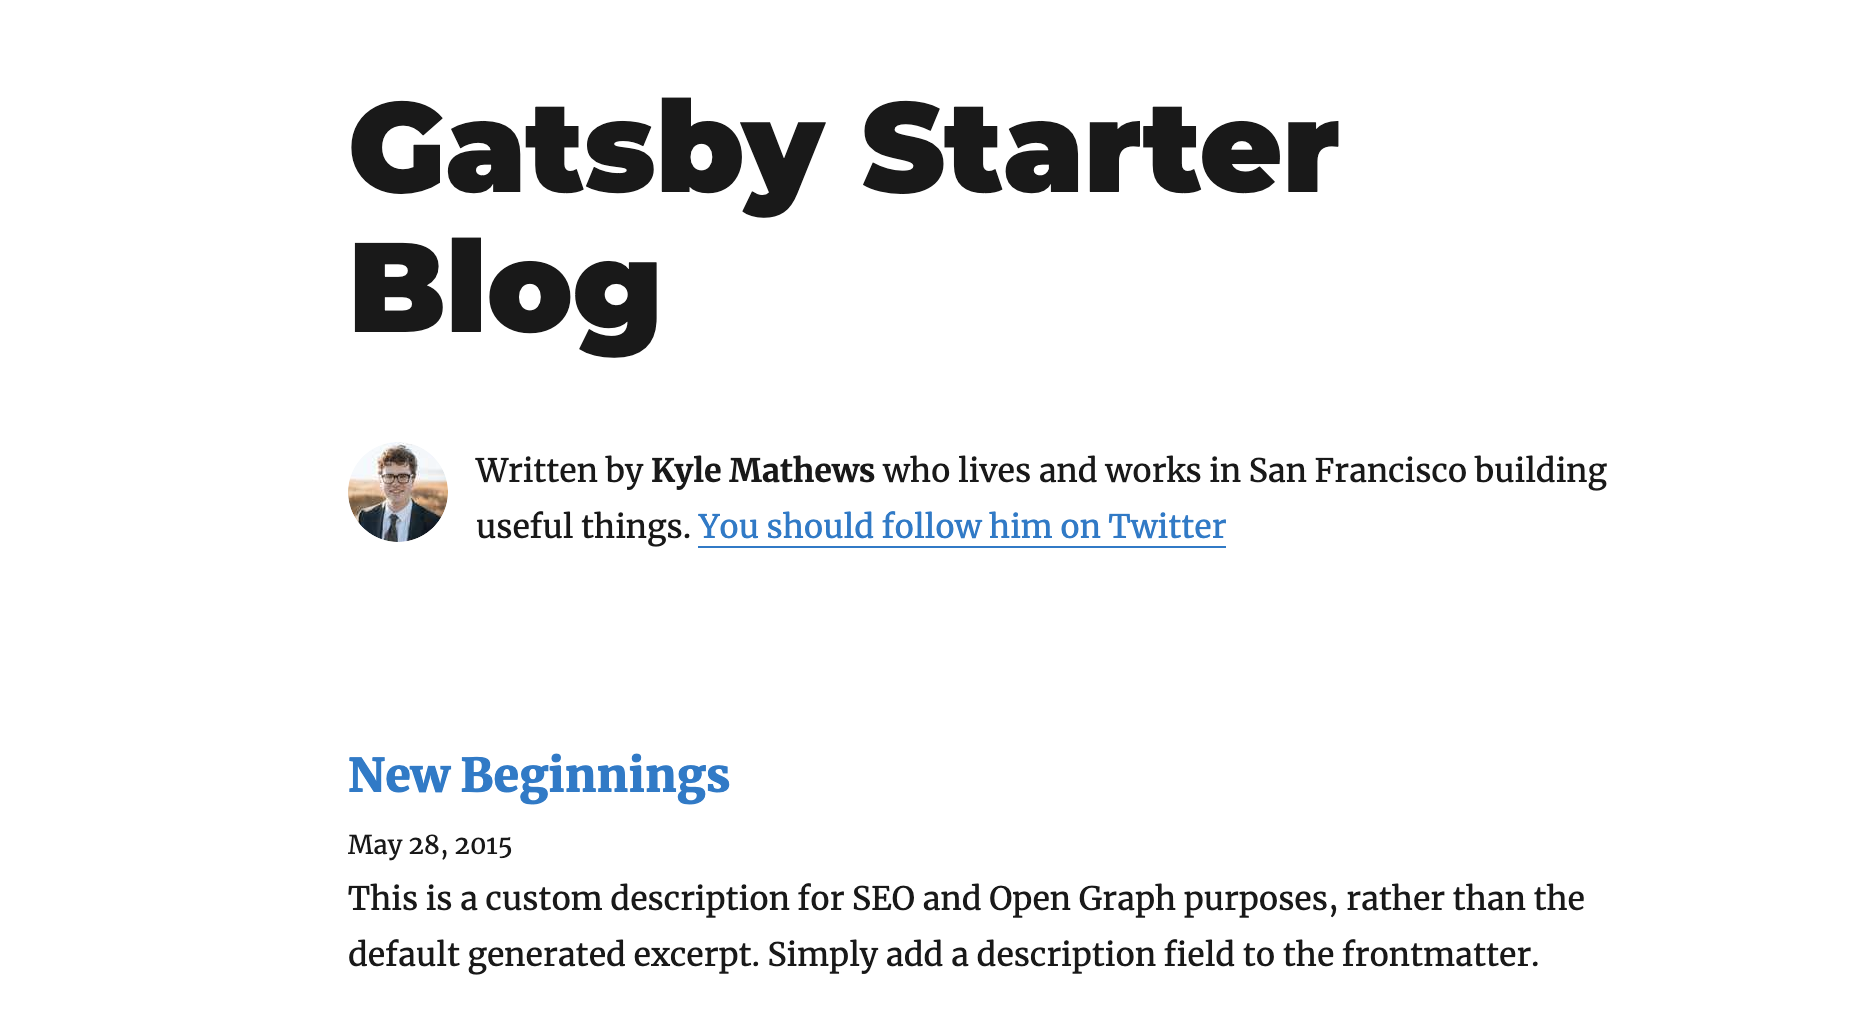 Gatsby Starter
Blog
Written by Kyle Mathews who lives and works in San Francisco building
useful things. You should follow him on Twitter
New Beginnings
May 28, 2015
This is a custom description for SEO and Open Graph purposes, rather than the
default generated excerpt. Simply add a description field to the frontmatter.